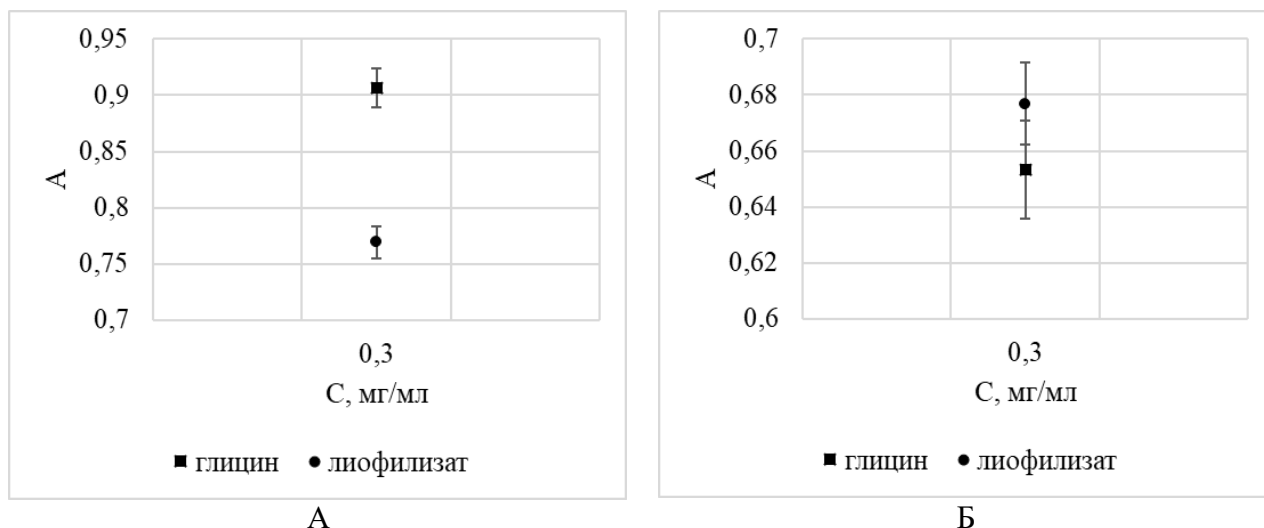 0,95
0,9
0,85
0,8
0,75
0,7
А
0,3
С, мг/мл
глицин лиофилизат
А
0,7
0,68
0,66
0,64
0,62
0,6
А
0,3
С, мг/мл
глицин лиофилизат
Б